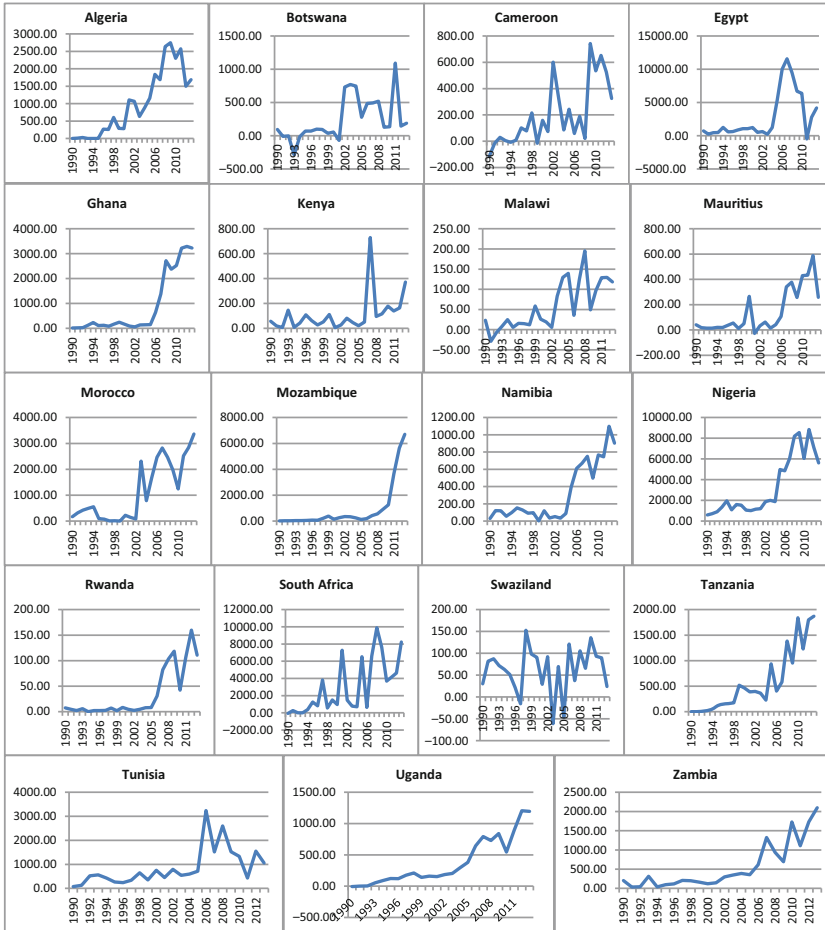 Algeria
3000.00
2500.00
2000.00
1500.00
1000.00
500.00
0.00
1990 1994 1998 2002 2006 2010
Botswana
1500.00
1000.00
500.00
0.00
−500.00
1990 1993 1996 1999 2002 2005 2008 2011
Cameroon
800.00
600.00
400.00
200.00
0.00
−200.00
1990 1994 1998 2002 2006 2010
Egypt
15000.00
10000.00
5000.00
0.00
−5000.00
1990 1994 1998 2002 2006 2010
Ghana
4000.00
3000.00
2000.00
1000.00
0.00
1990 1994 1998 2002 2006 2010
Kenya
800.00
600.00
400.00
200.00
0.00
1990 1993 1996 1999 2002 2005 2008 2011
Malawi
250.00
200.00
150.00
100.00
50.00
0.00
−50.00
1990 1993 1996 1999 2002 2005 2008 2011
Mauritius
800.00
600.00
400.00
200.00
0.00
−200.00
1990 1994 1998 2002 2006 2010
Morocco
4000.00
3000.00
2000.00
1000.00
0.00
1990 1994 1998 2002 2006 2010
Mozambique
8000.00
6000.00
4000.00
2000.00
0.00
1990 1993 1996 1999 2002 2005 2008 2011
Namibia
1200.00
1000.00
800.00
600.00
400.00
200.00
0.00
1990 1994 1998 2002 2006 2010
Nigeria
10000.00
8000.00
6000.00
4000.00
2000.00
0.00
1990 1994 1998 2002 2006 2010
Rwanda
200.00
150.00
100.00
50.00
0.00
1990 1993 1996 1999 2002 2005 2008 2011
South Africa
12000.00
10000.00
8000.00
6000.00
4000.00
2000.00
0.00
−2000.00
1990 1994 1998 2002 2006 2010
Swaziland
200.00
150.00
100.00
50.00
0.00
−50.00
−100.00
1990 1993 1996 1999 2002 2005 2008 2011
Tanzania
2000.00
1500.00
1000.00
500.00
0.00
1990 1994 1998 2002 2006 2010
Tunisia
4000.00
3000.00
2000.00
1000.00
0.00
1990 1992 1994 1996 1998 2000 2002 2004 2006 2008 2010 2012
Uganda
1500.00
1000.00
500.00
0.00
−500.00
1990 1993 1996 1999 2002 2005 2008 2011
Zambia
2500.00
2000.00
1500.00
1000.00
500.00
0.00
1990 1992 1994 1996 1998 2000 2002 2004 2006 2008 2010 2012